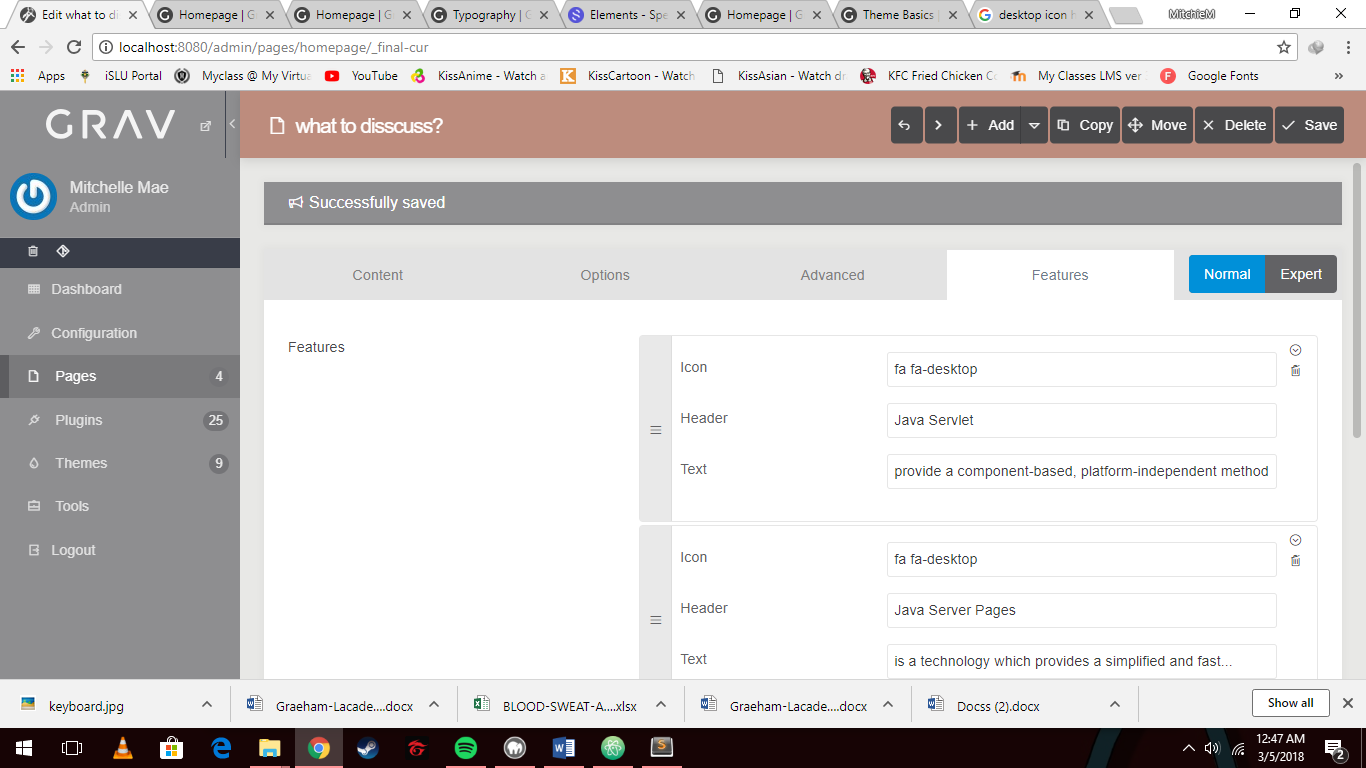 Edit what to di
Homepage | G
Homepage | G
Typography | G
Elements - Spe
Homepage | G
Theme Basics |
desktop icon h
MitchieM
localhost:8080/admin/pages/homepage/_final-cur
Apps
iSLU Portal
Myclass @ My Virtua
YouTube
KissAnime - Watch a
KissCartoon - Watch
KissAsian - Watch dr
KFC Fried Chicken Co
My Classes LMS ver
Google Fonts
GRAV
what to disscuss?
Add
Copy
Move
Delete
Save
Mitchelle Mae
Admin
Dashboard
Configuration
Pages 4
Plugins 25
Themes 9
Tools
Logout
Successfully saved
Content
Options
Advanced
Features
Normal
Expert
Features
Icon
fa fa-desktop
Header
Java Servlet
Text
provide a component-based, platform-independent method
Icon
fa fa-desktop
Header
Java Server Pages
Text
is a technology which provides a simplified and fast...
keyboard.jpg
Graeham-Lacade....docx
BLOOD-SWEAT-A....xlsx
Graeham-Lacade....docx
Docss (2).docx
Show all
12:47 AM
3/5/2018
2